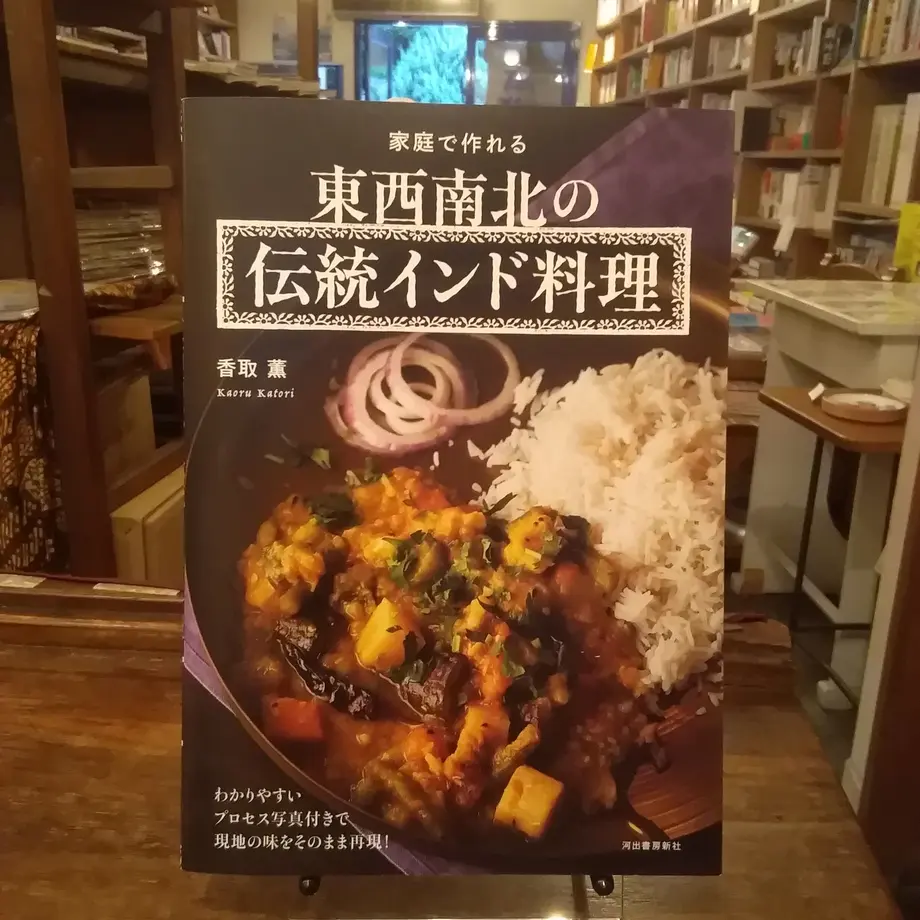 家庭で作れる
東西南北の
伝統インド料理
香取 薫
Kaoru Katori
わかりやすい
プロセス写真付きで
現地の味をそのまま再現!
河出書房新社